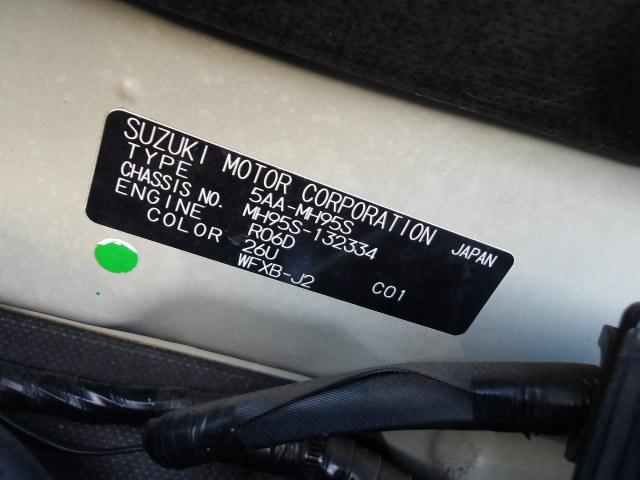 SUZUKI MOTOR CORPORATION JAPAN
TYPE 5AA-MH95S
CHASSIS NO. MH95S-132334
ENGINE R06D
COLOR 26U
WFXB-J2 C01